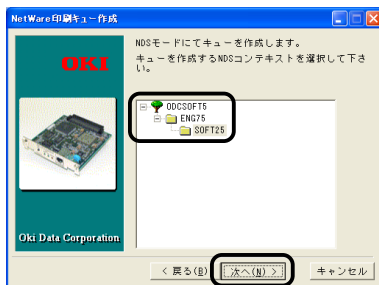 NetWare印刷キュー作成
NDSモードにてキューを作成します。
キューを作成するNDSコンテキストを選択して下さ
い。
OKI
ODCSOFT5
ENG75
SOFT25
Oki Data Corporation
< 戻る(B)
次へ(N) >
キャンセル